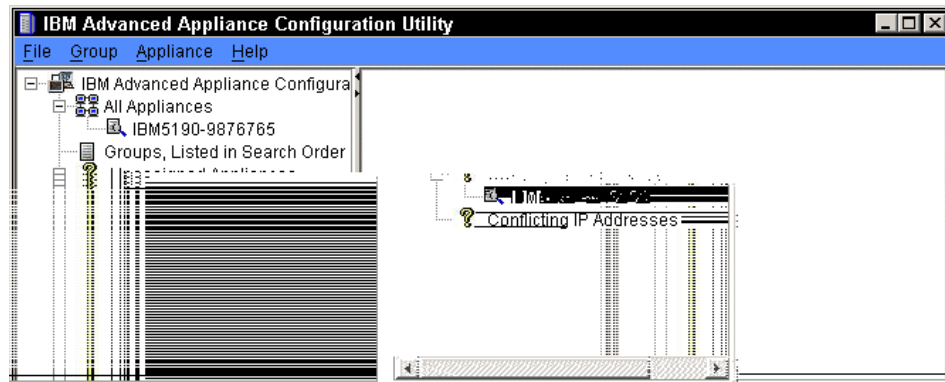 IBM Advanced Appliance Configuration Utility
File Group Appliance Help
IBM Advanced Appliance Configura
All Appliances
IBM5190-9876765
Groups, Listed in Search Order
Conflicting IP Addresses